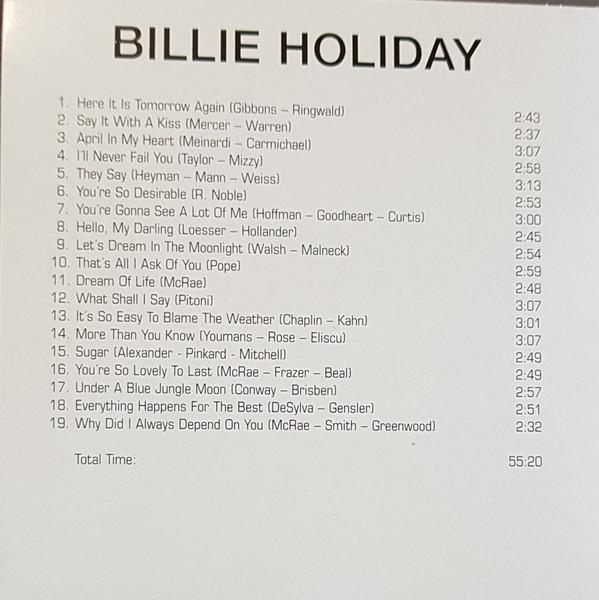 BILLIE HOLIDAY
1. Here It Is Tomorrow Again (Gibbons – Ringwald) 2:43
2. Say It With A Kiss (Mercer – Warren) 2:37
3. April In My Heart (Meinardi – Carmichael) 3:07
4. I'll Never Fail You (Taylor – Mizzy) 2:58
5. They Say (Heyman – Mann – Weiss) 3:13
6. You're So Desirable (R. Noble) 2:53
7. You're Gonna See A Lot Of Me (Hoffman – Goodheart – Curtis) 3:00
8. Hello, My Darling (Loesser – Hollander) 2:45
9. Let's Dream In The Moonlight (Walsh – Malneck) 2:54
10. That's All I Ask Of You (Pope) 2:59
11. Dream Of Life (McRae) 2:48
12. What Shall I Say (Pitoni) 3:07
13. It's So Easy To Blame The Weather (Chaplin – Kahn) 3:01
14. More Than You Know (Youmans – Rose – Eliscu) 3:07
15. Sugar (Alexander - Pinkard - Mitchell) 2:49
16. You're So Lovely To Last (McRae – Frazer – Beal) 2:49
17. Under A Blue Jungle Moon (Conway – Brisben) 2:57
18. Everything Happens For The Best (DeSylva – Gensler) 2:51
19. Why Did I Always Depend On You (McRae – Smith – Greenwood) 2:32
Total Time: 55:20